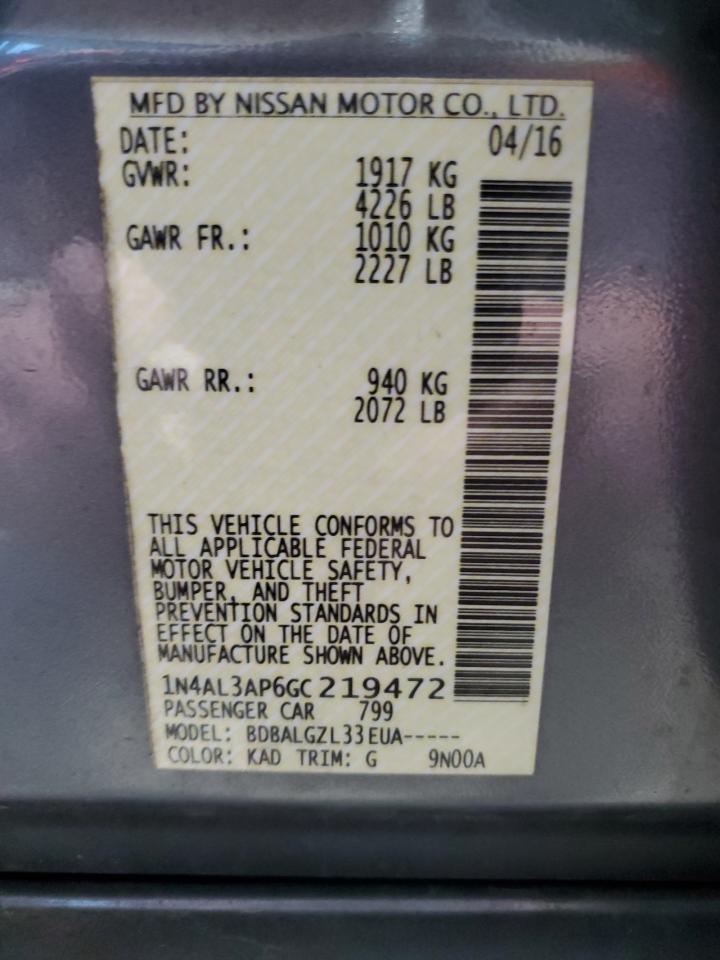 MFD BY NISSAN MOTOR CO., LTD.
DATE: 04/16
GVWR: 1917 KG
4226 LB
GAWR FR.: 1010 KG
2227 LB
GAWR RR.: 940 KG
2072 LB
THIS VEHICLE CONFORMS TO
ALL APPLICABLE FEDERAL
MOTOR VEHICLE SAFETY,
BUMPER, AND THEFT
PREVENTION STANDARDS IN
EFFECT ON THE DATE OF
MANUFACTURE SHOWN ABOVE.
1N4AL3AP6GC219472
PASSENGER CAR 799
MODEL: BDBALGZL33EUA-----
COLOR: KAD TRIM: G 9N00A